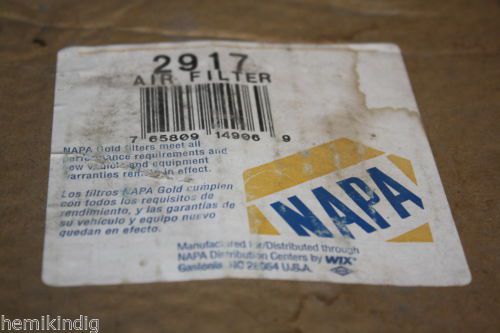 2917
AIR FILTER
7 65809 14906 9
NAPA Gold filters meet all
performance requirements and
new vehicle and equipment
warranties remain in effect.
Los filtros NAPA Gold cumplen
con todos los requisitos de
rendimiento, y las garantías de
su vehículo y equipo nuevo
quedan en efecto.
NAPA
Manufactured For/Distributed through
NAPA Distribution Centers by WIX
Gastonia, NC 28054 U.S.A.
© hemikindig